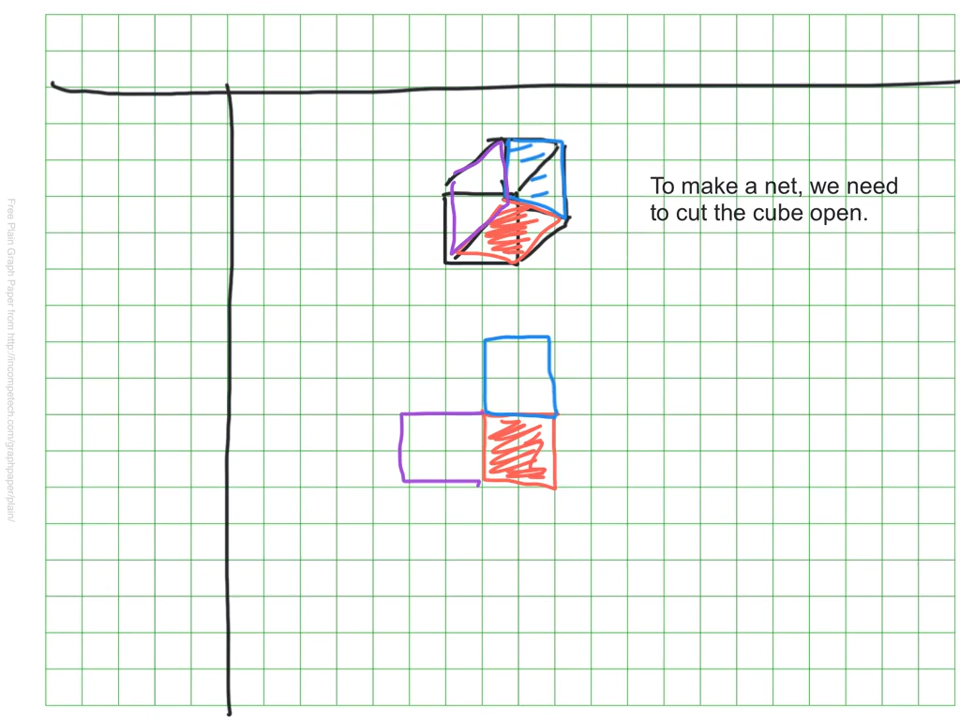 To make a net, we need
to cut the cube open.
Free Plain Graph Paper from http://incompetech.com/graphpaper/plain/